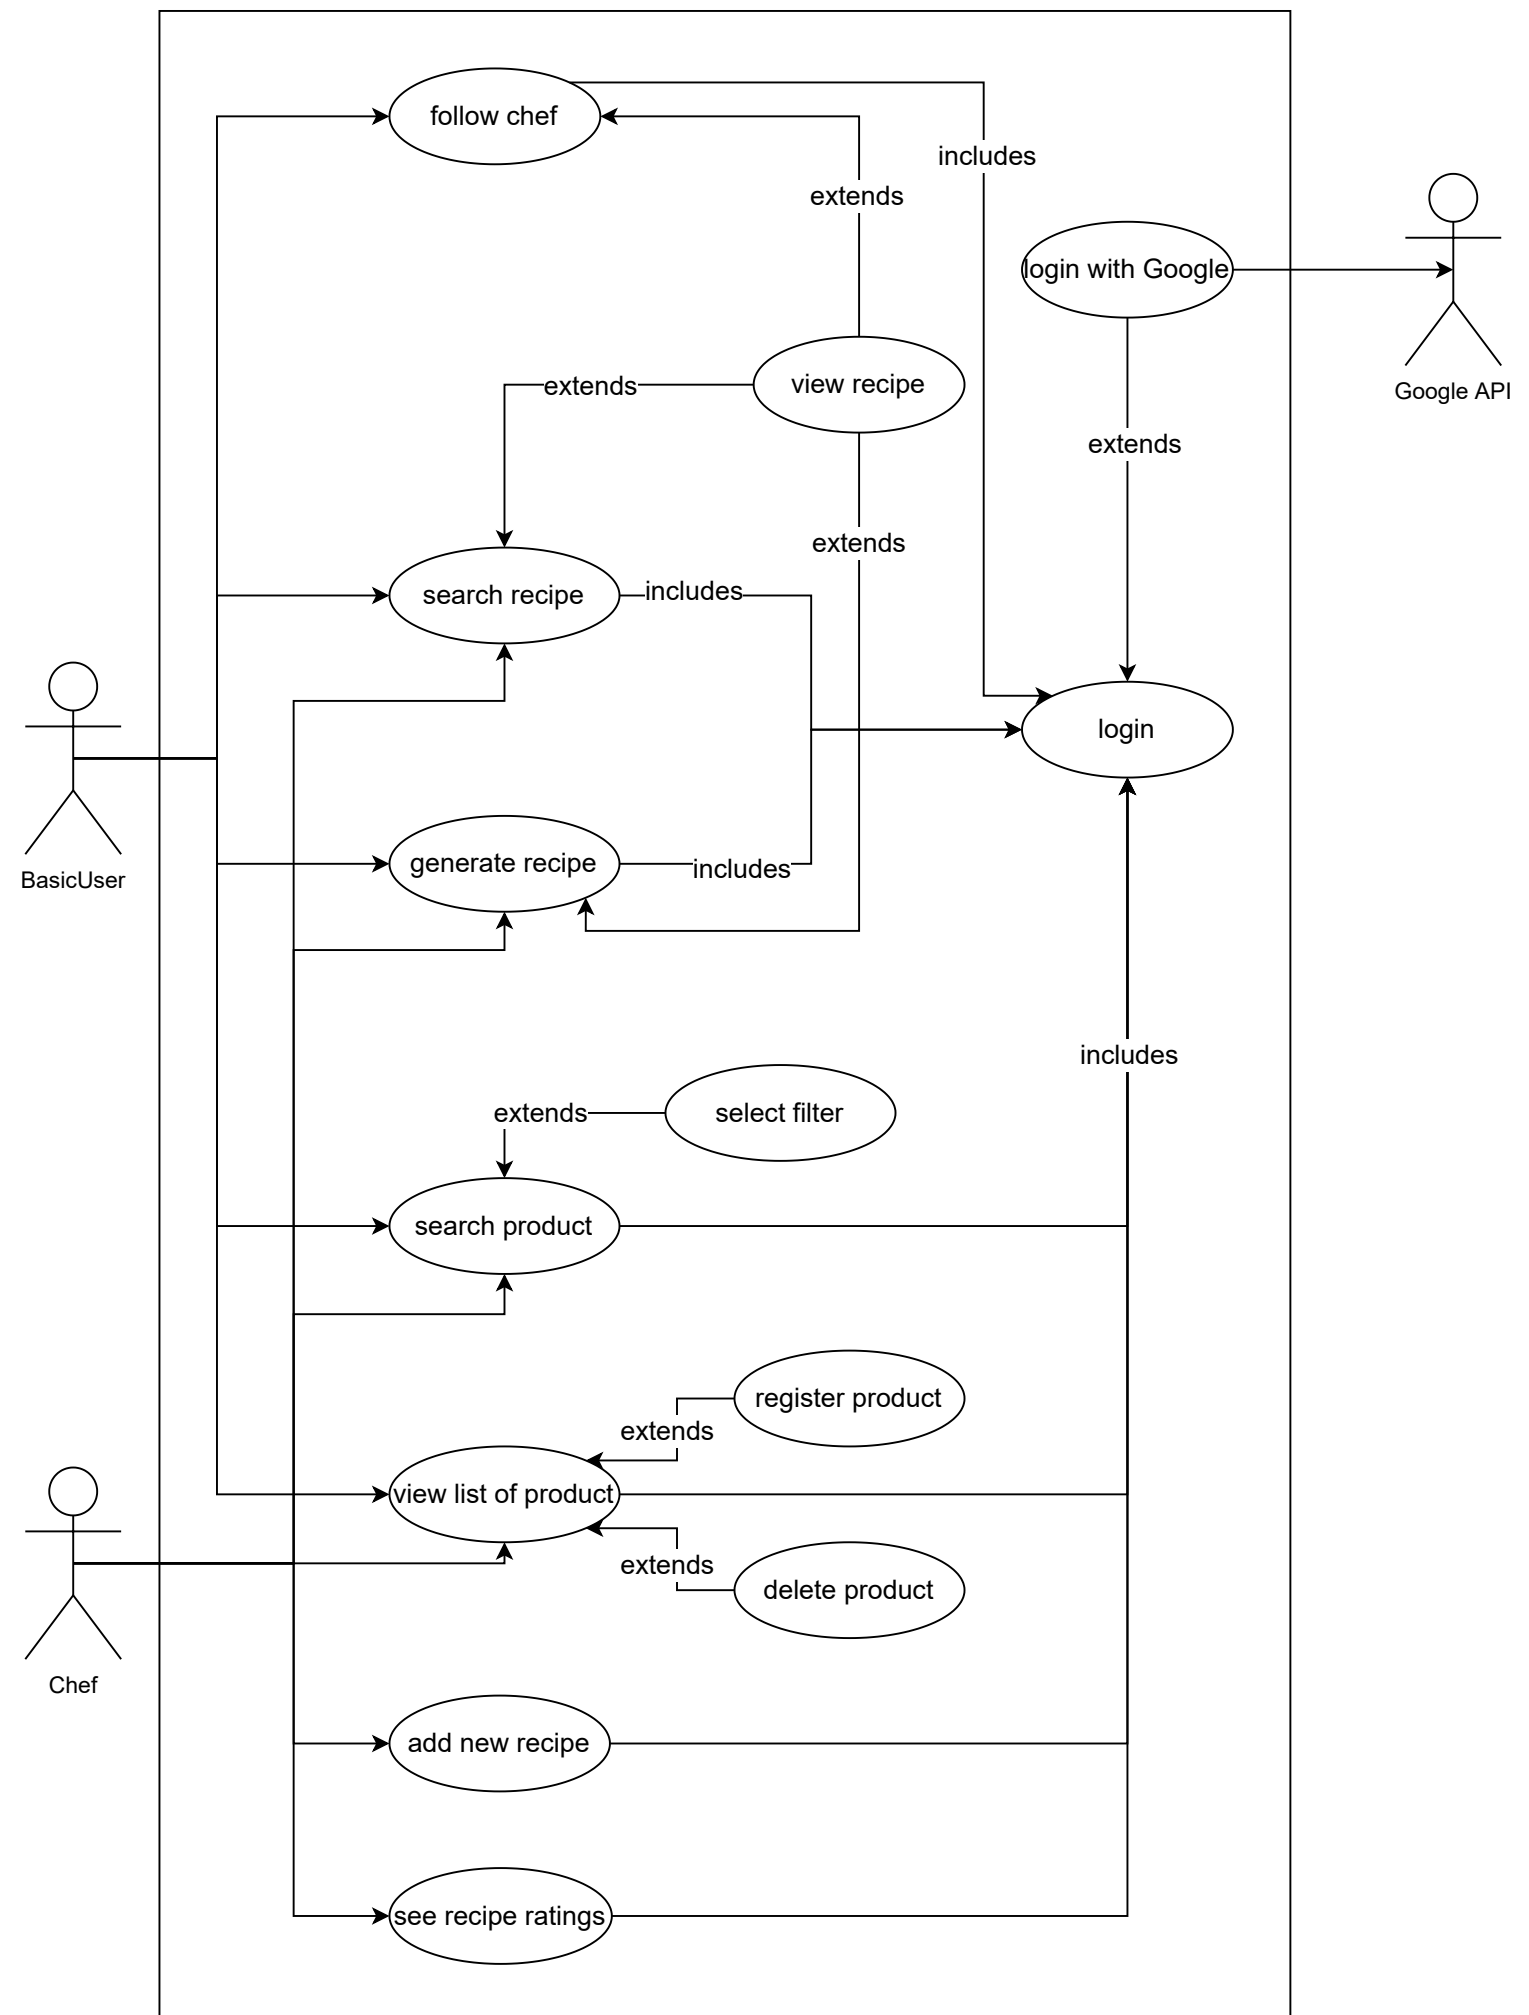 follow chef
includes
extends
login with Google
view recipe
extends
Google API
extends
extends
search recipe
includes
login
generate recipe
includes
BasicUser
includes
select filter
extends
search product
register product
extends
view list of product
extends
delete product
Chef
add new recipe
see recipe ratings